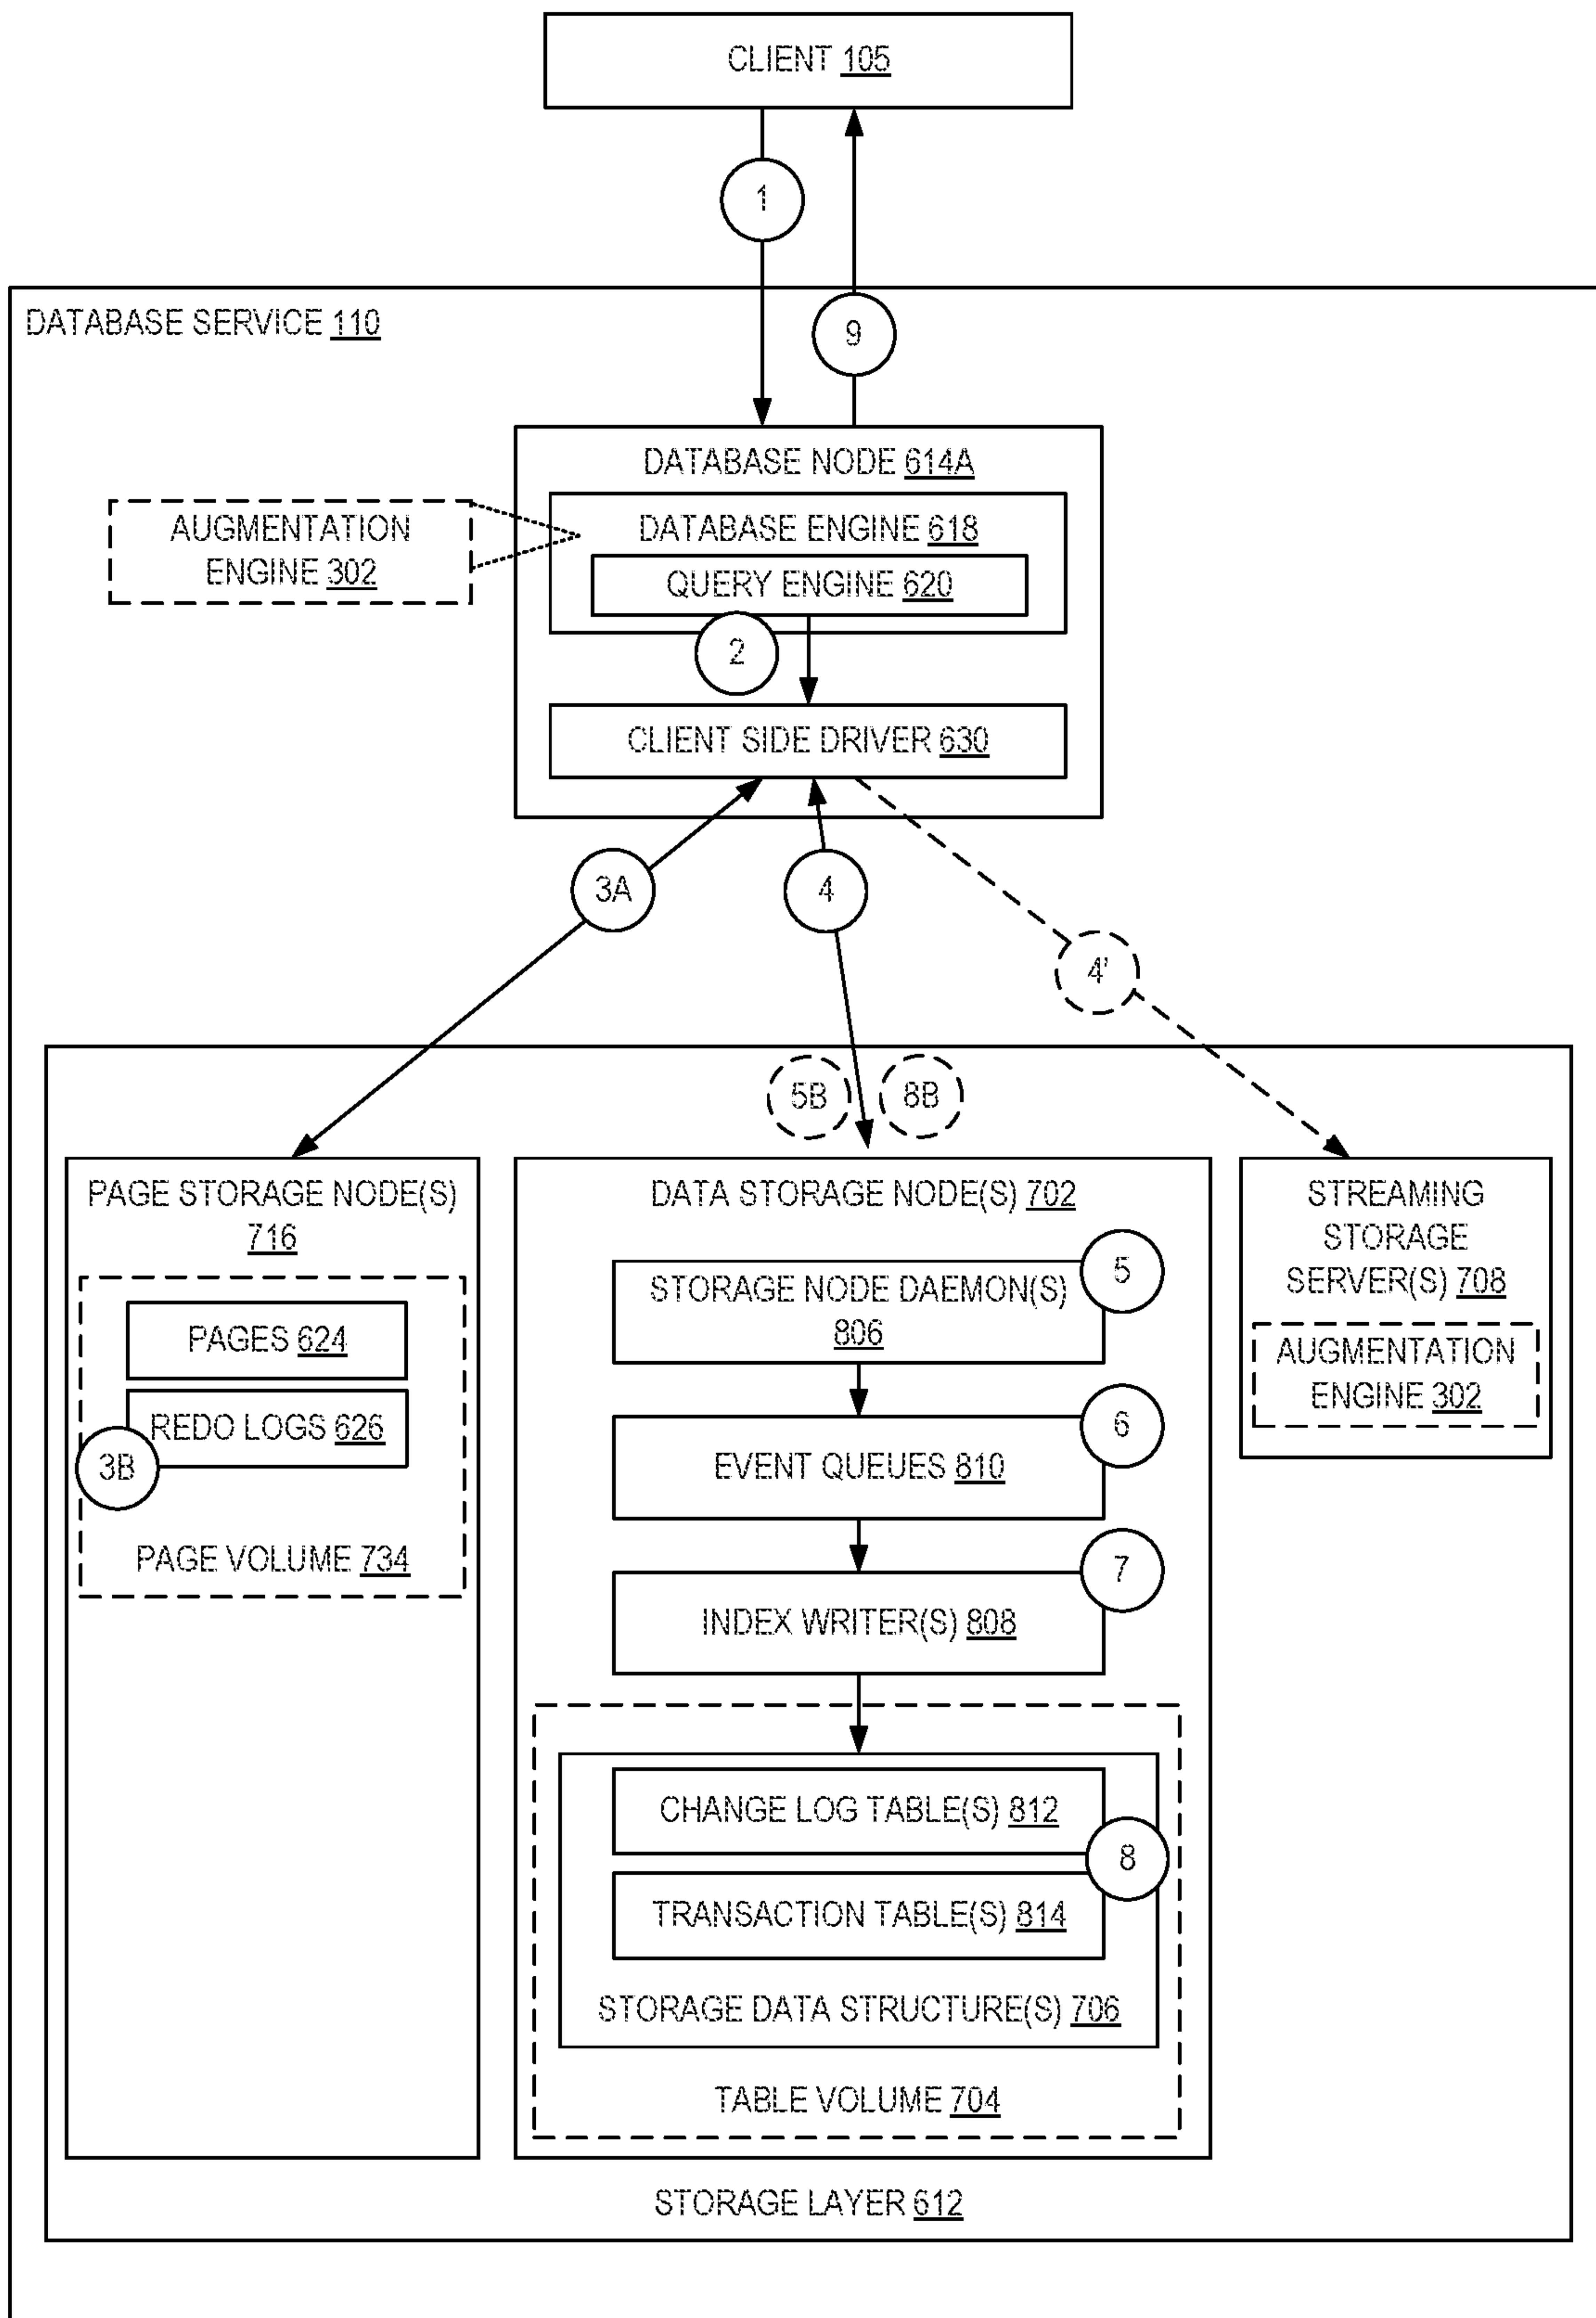 CLIENT 105
1
DATABASE SERVICE 110
9
DATABASE NODE 614A
AUGMENTATION
ENGINE 302
DATABASE ENGINE 618
QUERY ENGINE 620
2
CLIENT SIDE DRIVER 630
3A
4
4'
5B
8B
PAGE STORAGE NODE(S)
716
PAGES 624
REDO LOGS 626
3B
PAGE VOLUME 734
DATA STORAGE NODE(S) 702
5
STORAGE NODE DAEMON(S)
806
6
EVENT QUEUES 810
7
INDEX WRITER(S) 808
CHANGE LOG TABLE(S) 812
8
TRANSACTION TABLE(S) 814
STORAGE DATA STRUCTURE(S) 706
TABLE VOLUME 704
STREAMING
STORAGE
SERVER(S) 708
AUGMENTATION
ENGINE 302
STORAGE LAYER 612